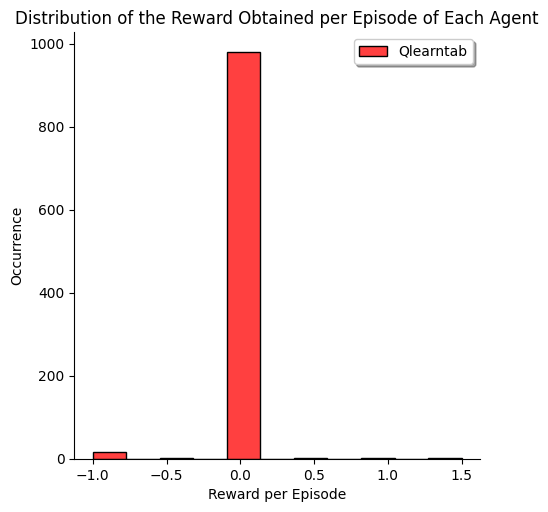 Distribution of the Reward Obtained per Episode of Each Agent
Qlearntab
1000
800
600
400
200
0
Occurrence
−1.0 −0.5 0.0 0.5 1.0 1.5
Reward per Episode